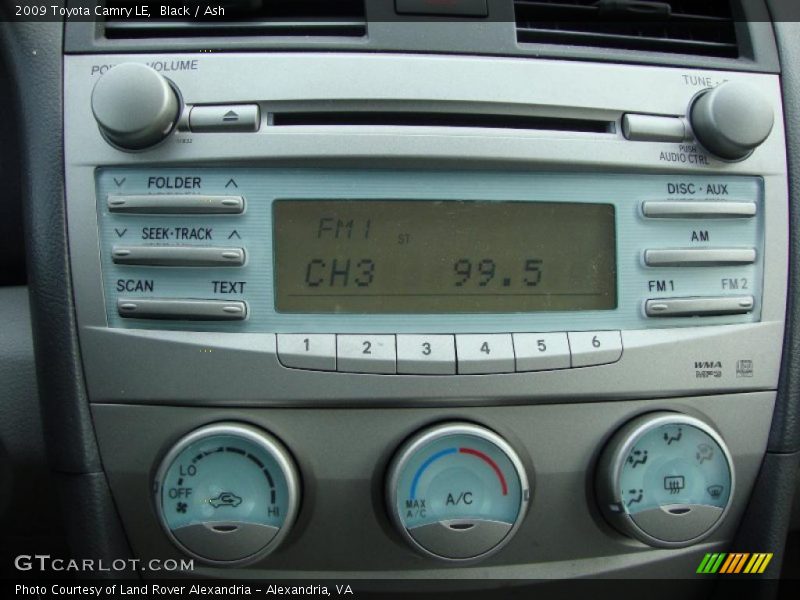 2009 Toyota Camry LE, Black / Ash
VOLUME
TUNE
PUSH
AUDIO CTRL
FOLDER
DISC · AUX
SEEK·TRACK
AM
SCAN TEXT
FM1 FM2
FM1 ST
CH3 99.5
1 2 3 4 5 6
WMA
MP3
LO
OFF
HI
MAX
A/C
A/C
GTCARLOT.COM
Photo Courtesy of Land Rover Alexandria – Alexandria, VA